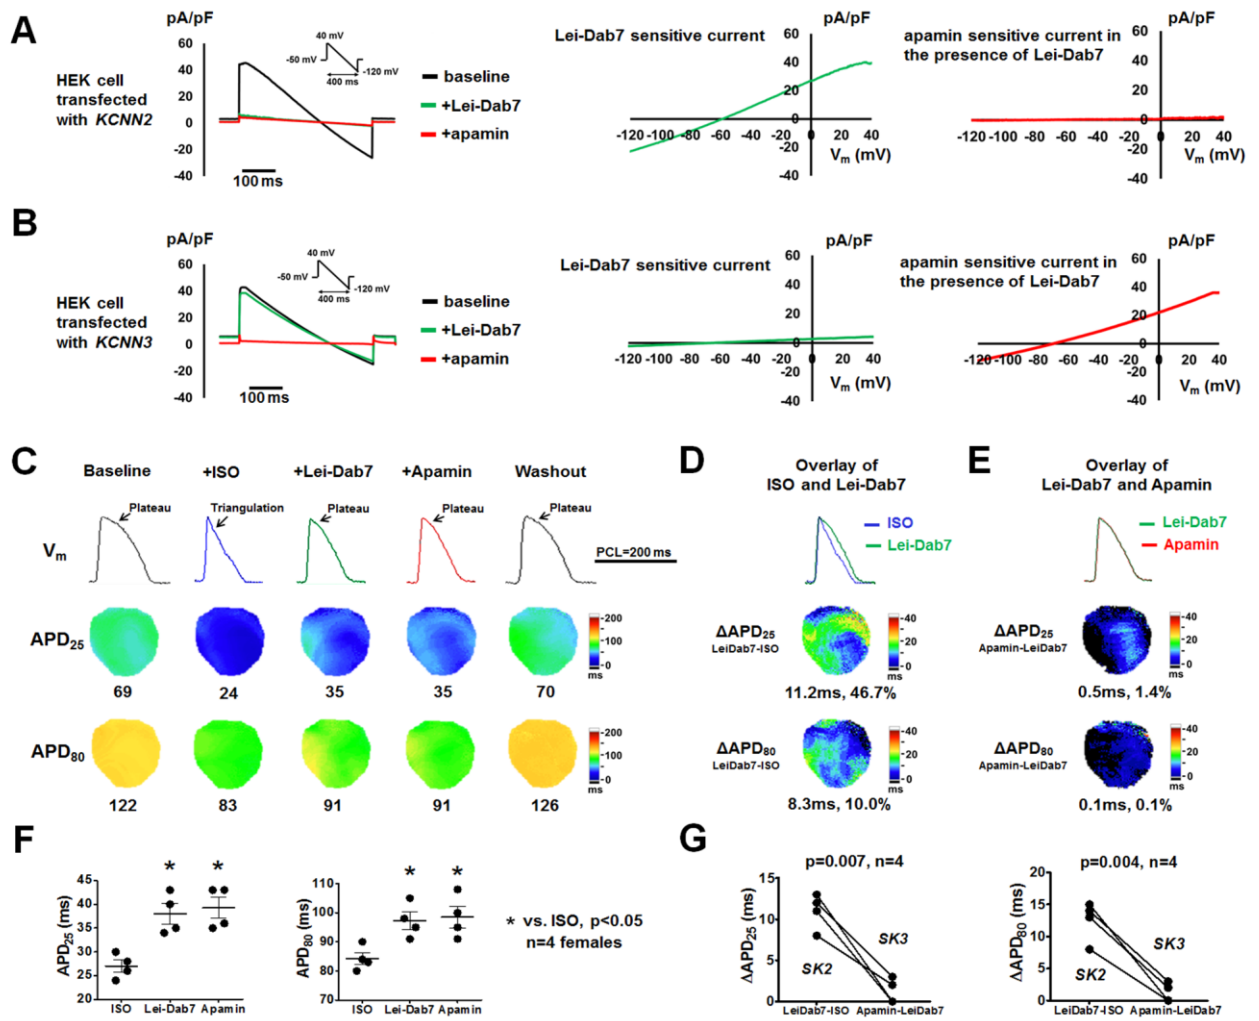 A
HEK cell
transfected
with KCNN2
pA/pF
60
40
20
0
-20
-40
100 ms
40 mV
-50 mV
-120 mV
400 ms
baseline
+Lei-Dab7
+apamin
Lei-Dab7 sensitive current
pA/pF
60
40
20
-120 -100 -80 -60 -40 -20 0 20 40
-20
-40
Vm (mV)
apamin sensitive current in
the presence of Lei-Dab7
pA/pF
60
40
20
-120 -100 -80 -60 -40 -20 0 20 40
-20
-40
Vm (mV)
B
HEK cell
transfected
with KCNN3
pA/pF
60
40
20
0
-20
-40
100 ms
40 mV
-50 mV
-120 mV
400 ms
baseline
+Lei-Dab7
+apamin
Lei-Dab7 sensitive current
pA/pF
60
40
20
-120 -100 -80 -60 -40 -20 0 20 40
-20
-40
Vm (mV)
apamin sensitive current in
the presence of Lei-Dab7
pA/pF
60
40
20
-120 -100 -80 -60 -40 -20 0 20 40
-20
-40
Vm (mV)
C
Baseline +ISO +Lei-Dab7 +Apamin Washout
Plateau Triangulation Plateau Plateau Plateau
Vm
PCL=200 ms
APD25
200
100
0
ms
69 24 35 35 70
APD80
200
100
0
ms
122 83 91 91 126
D
Overlay of
ISO and Lei-Dab7
ISO
Lei-Dab7
ΔAPD25
LeiDab7-ISO
40
20
0
ms
11.2ms, 46.7%
ΔAPD80
LeiDab7-ISO
40
20
0
ms
8.3ms, 10.0%
E
Overlay of
Lei-Dab7 and Apamin
Lei-Dab7
Apamin
ΔAPD25
Apamin-LeiDab7
40
20
0
ms
0.5ms, 1.4%
ΔAPD80
Apamin-LeiDab7
40
20
0
ms
0.1ms, 0.1%
F
APD25 (ms)
45
40
35
30
25
20
* *
ISO Lei-Dab7 Apamin
APD80 (ms)
110
100
90
80
70
* *
ISO Lei-Dab7 Apamin
* vs. ISO, p<0.05
n=4 females
G
p=0.007, n=4
ΔAPD25 (ms)
15
10
5
0
SK2
SK3
LeiDab7-ISO Apamin-LeiDab7
p=0.004, n=4
ΔAPD80 (ms)
20
15
10
5
0
SK2
SK3
LeiDab7-ISO Apamin-LeiDab7